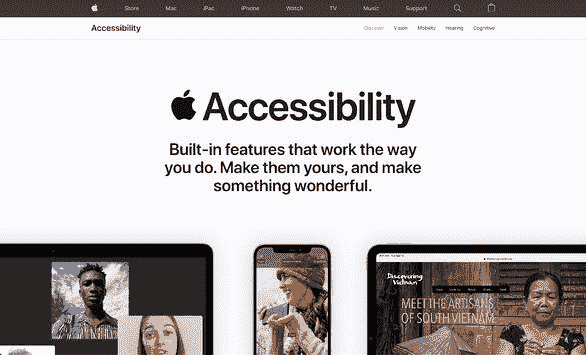 Store Mac iPad iPhone Watch TV Music Support
Accessibility
Discover Vision Mobility Hearing Cognitive
Accessibility
Built-in features that work the way
you do. Make them yours, and make
something wonderful.
Discovering
Vietnam
MEET THE ARTISANS
OF SOUTH VIETNAM